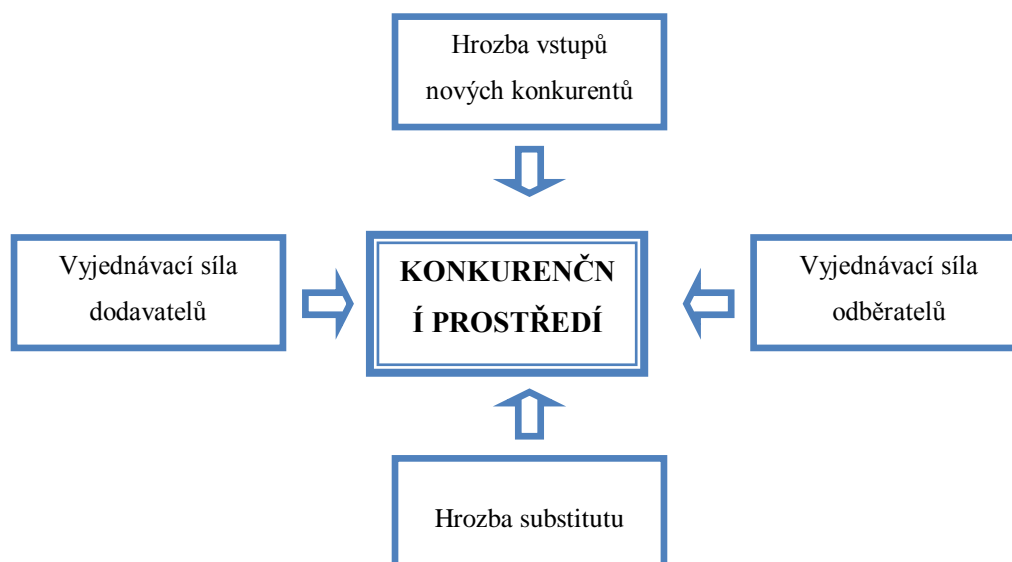 Hrozba vstupů
nových konkurentů
Vyjednávací síla
dodavatelů
KONKURENČN
Í PROSTŘEDÍ
Vyjednávací síla
odběratelů
Hrozba substitutu